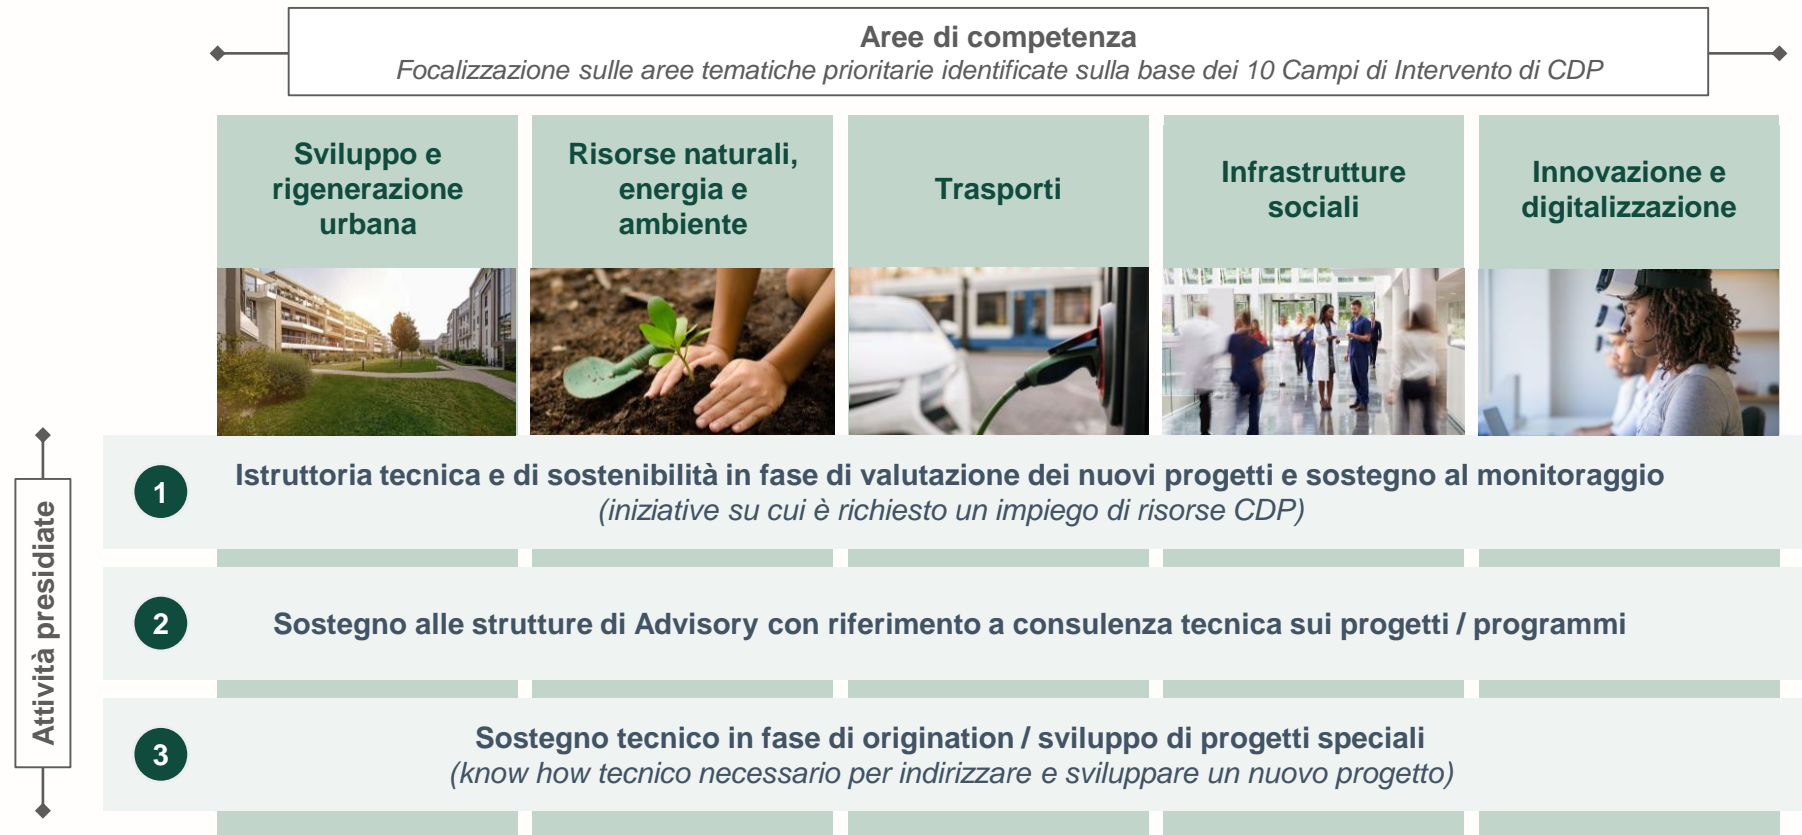 Aree di competenza
Focalizzazione sulle aree tematiche prioritarie identificate sulla base dei 10 Campi di Intervento di CDP
Sviluppo e
rigenerazione
urbana
Risorse naturali,
energia e
ambiente
Trasporti
Infrastrutture
sociali
Innovazione e
digitalizzazione
Attività presidiate
1
Istruttoria tecnica e di sostenibilità in fase di valutazione dei nuovi progetti e sostegno al monitoraggio
(iniziative su cui è richiesto un impiego di risorse CDP)
2
Sostegno alle strutture di Advisory con riferimento a consulenza tecnica sui progetti / programmi
3
Sostegno tecnico in fase di origination / sviluppo di progetti speciali
(know how tecnico necessario per indirizzare e sviluppare un nuovo progetto)